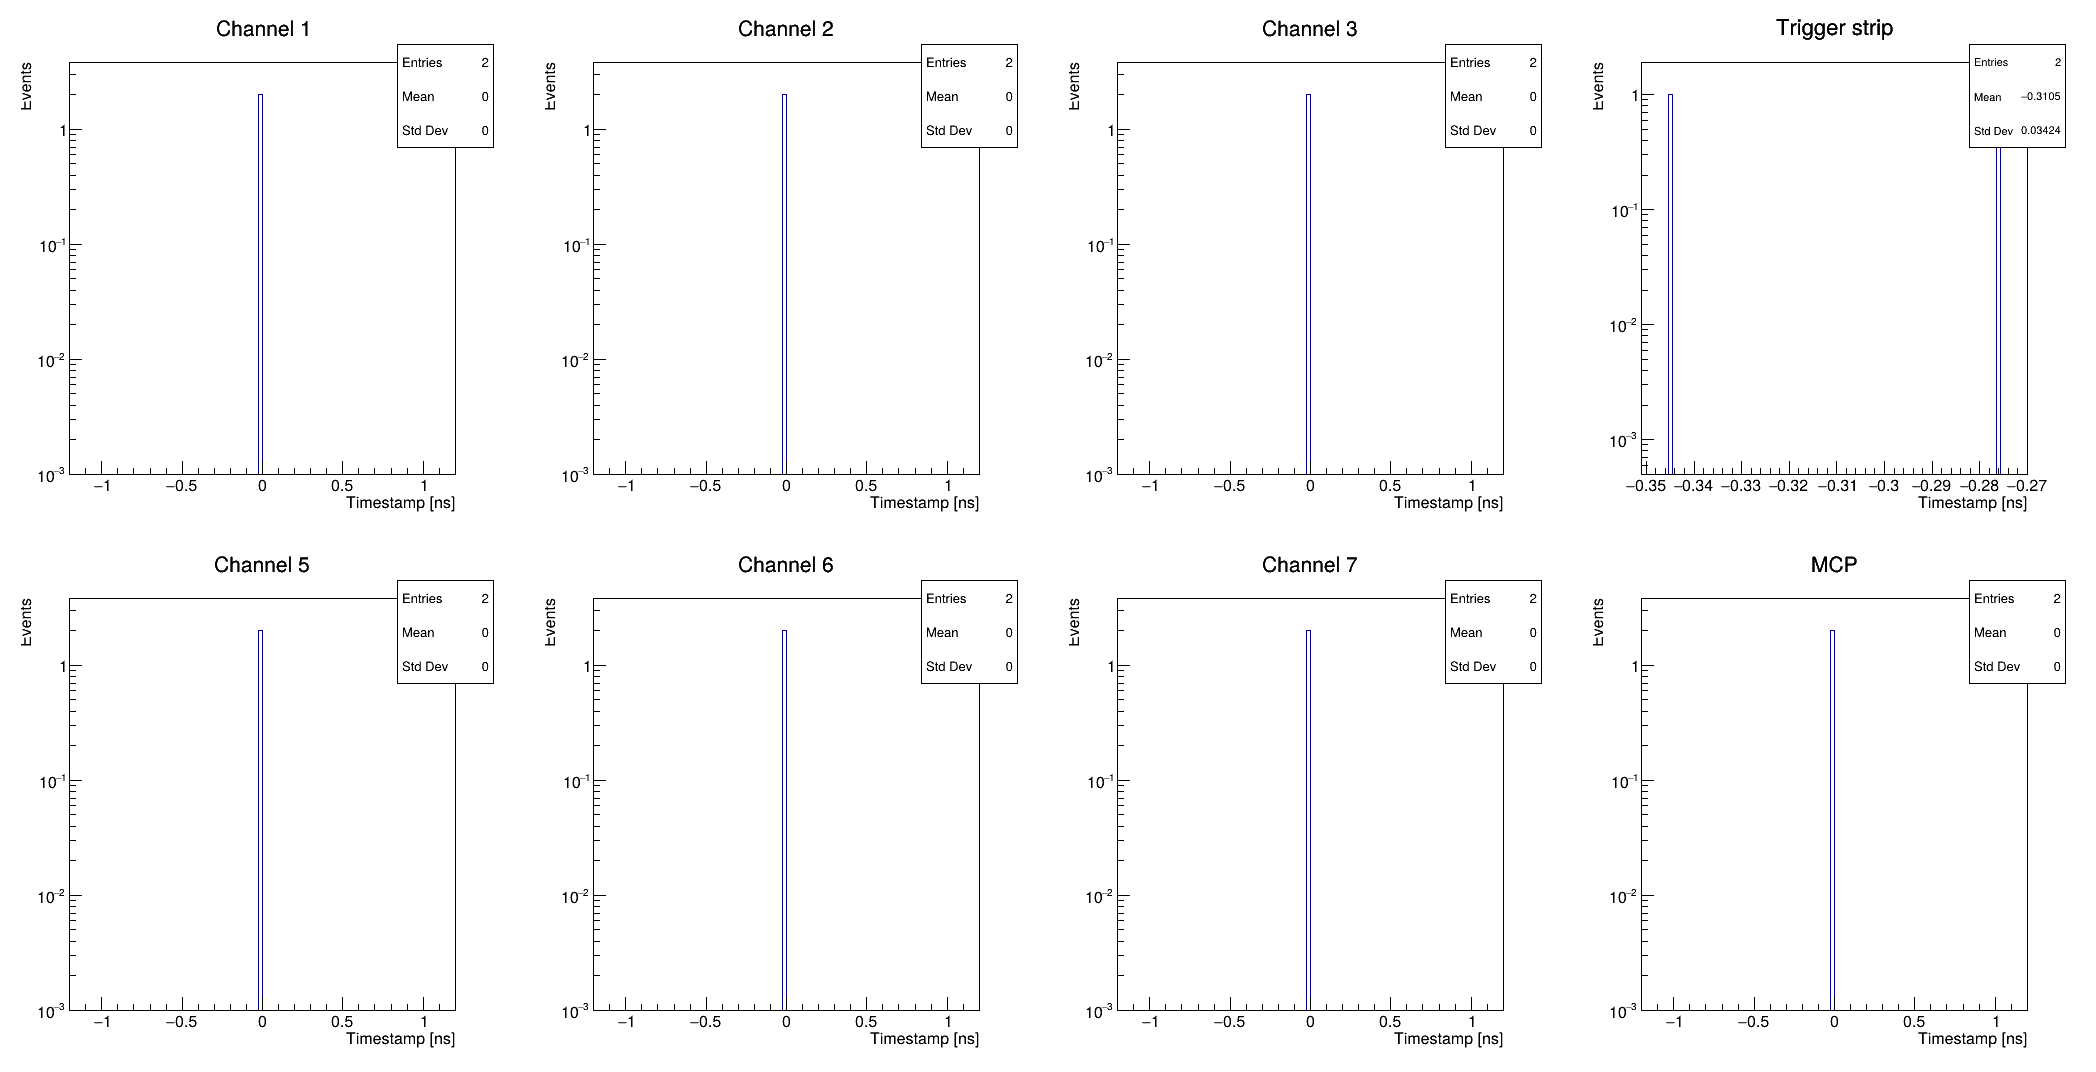 Channel 1
Events
Entries 2
Mean 0
Std Dev 0
1
10⁻¹
10⁻²
10⁻³
−1 −0.5 0 0.5 1
Timestamp [ns]
Channel 2
Events
Entries 2
Mean 0
Std Dev 0
1
10⁻¹
10⁻²
10⁻³
−1 −0.5 0 0.5 1
Timestamp [ns]
Channel 3
Events
Entries 2
Mean 0
Std Dev 0
1
10⁻¹
10⁻²
10⁻³
−1 −0.5 0 0.5 1
Timestamp [ns]
Trigger strip
Events
Entries 2
Mean −0.3105
Std Dev 0.03424
1
10⁻¹
10⁻²
10⁻³
−0.35 −0.34 −0.33 −0.32 −0.31 −0.3 −0.29 −0.28 −0.27
Timestamp [ns]
Channel 5
Events
Entries 2
Mean 0
Std Dev 0
1
10⁻¹
10⁻²
10⁻³
−1 −0.5 0 0.5 1
Timestamp [ns]
Channel 6
Events
Entries 2
Mean 0
Std Dev 0
1
10⁻¹
10⁻²
10⁻³
−1 −0.5 0 0.5 1
Timestamp [ns]
Channel 7
Events
Entries 2
Mean 0
Std Dev 0
1
10⁻¹
10⁻²
10⁻³
−1 −0.5 0 0.5 1
Timestamp [ns]
MCP
Events
Entries 2
Mean 0
Std Dev 0
1
10⁻¹
10⁻²
10⁻³
−1 −0.5 0 0.5 1
Timestamp [ns]